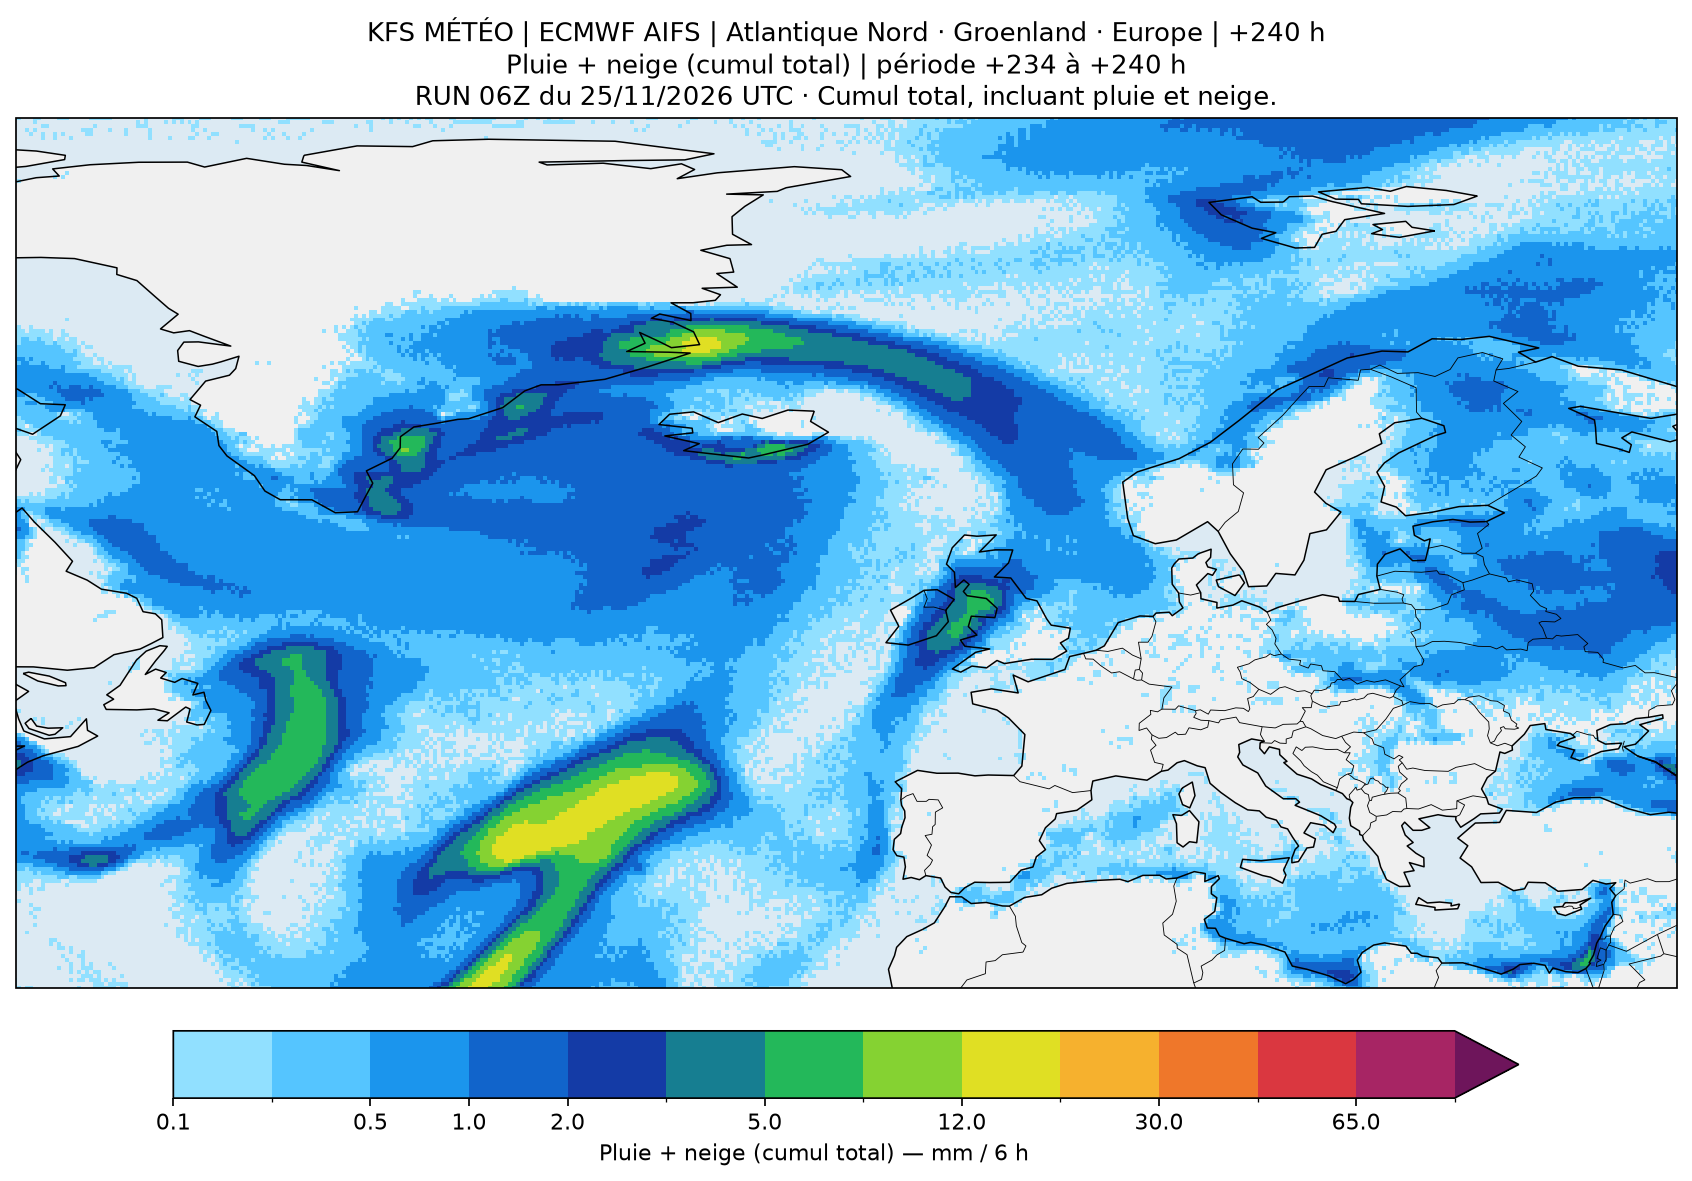 KFS MÉTÉO | ECMWF AIFS | Atlantique Nord · Groenland · Europe | +240 h
Pluie + neige (cumul total) | période +234 à +240 h
RUN 06Z du 25/11/2026 UTC · Cumul total, incluant pluie et neige.
0.1 0.5 1.0 2.0 5.0 12.0 30.0 65.0
Pluie + neige (cumul total) — mm / 6 h